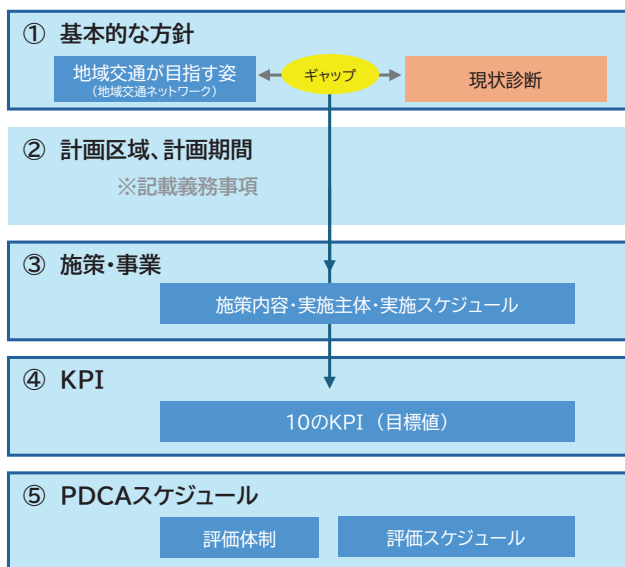 ① 基本的な方針
地域交通が目指す姿
(地域交通ネットワーク)
ギャップ
現状診断
② 計画区域、計画期間
※記載義務事項
③ 施策・事業
施策内容・実施主体・実施スケジュール
④ KPI
10のKPI（目標値）
⑤ PDCAスケジュール
評価体制
評価スケジュール